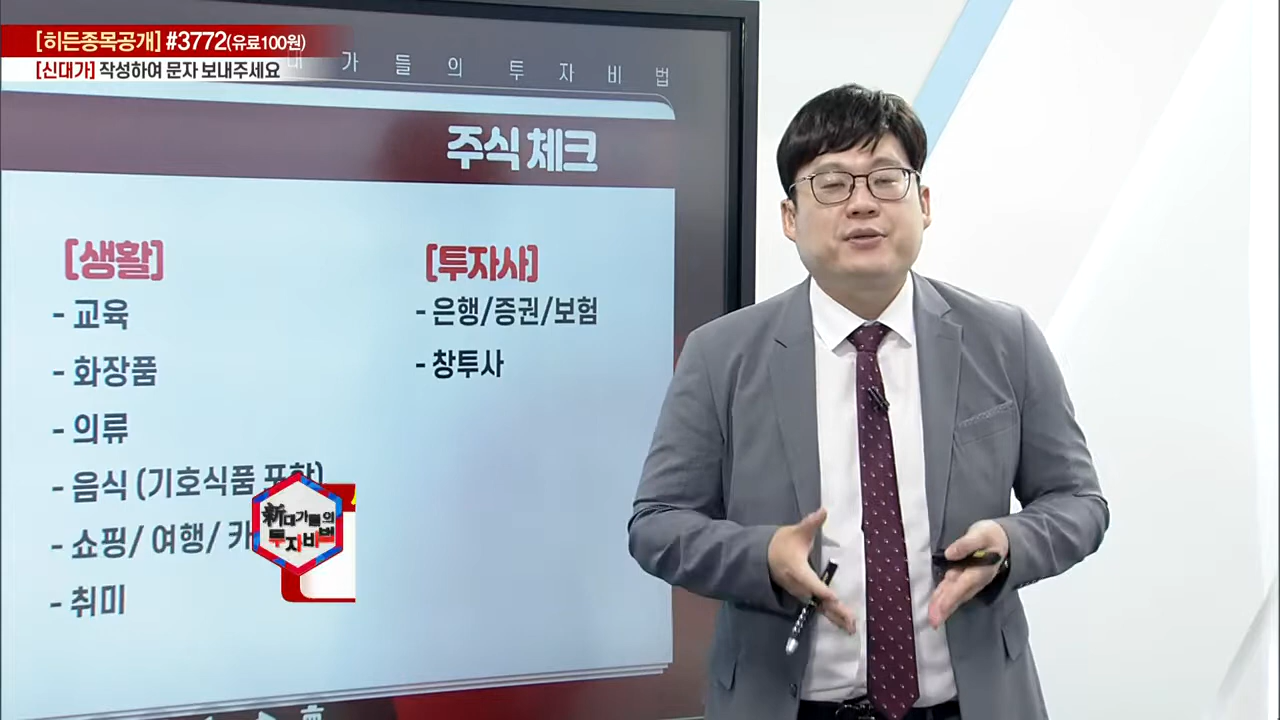 [히든종목공개] #3772(유료100원)
[신대가] 작성하여 문자 보내주세요
대 가 들 의 투 자 비 법
주식 체크
[생활]
- 교육
- 화장품
- 의류
- 음식 (기호식품 포함)
- 쇼핑/ 여행/ 카
- 취미
[투자사]
- 은행/증권/보험
- 창투사
新대가들의
투자비법